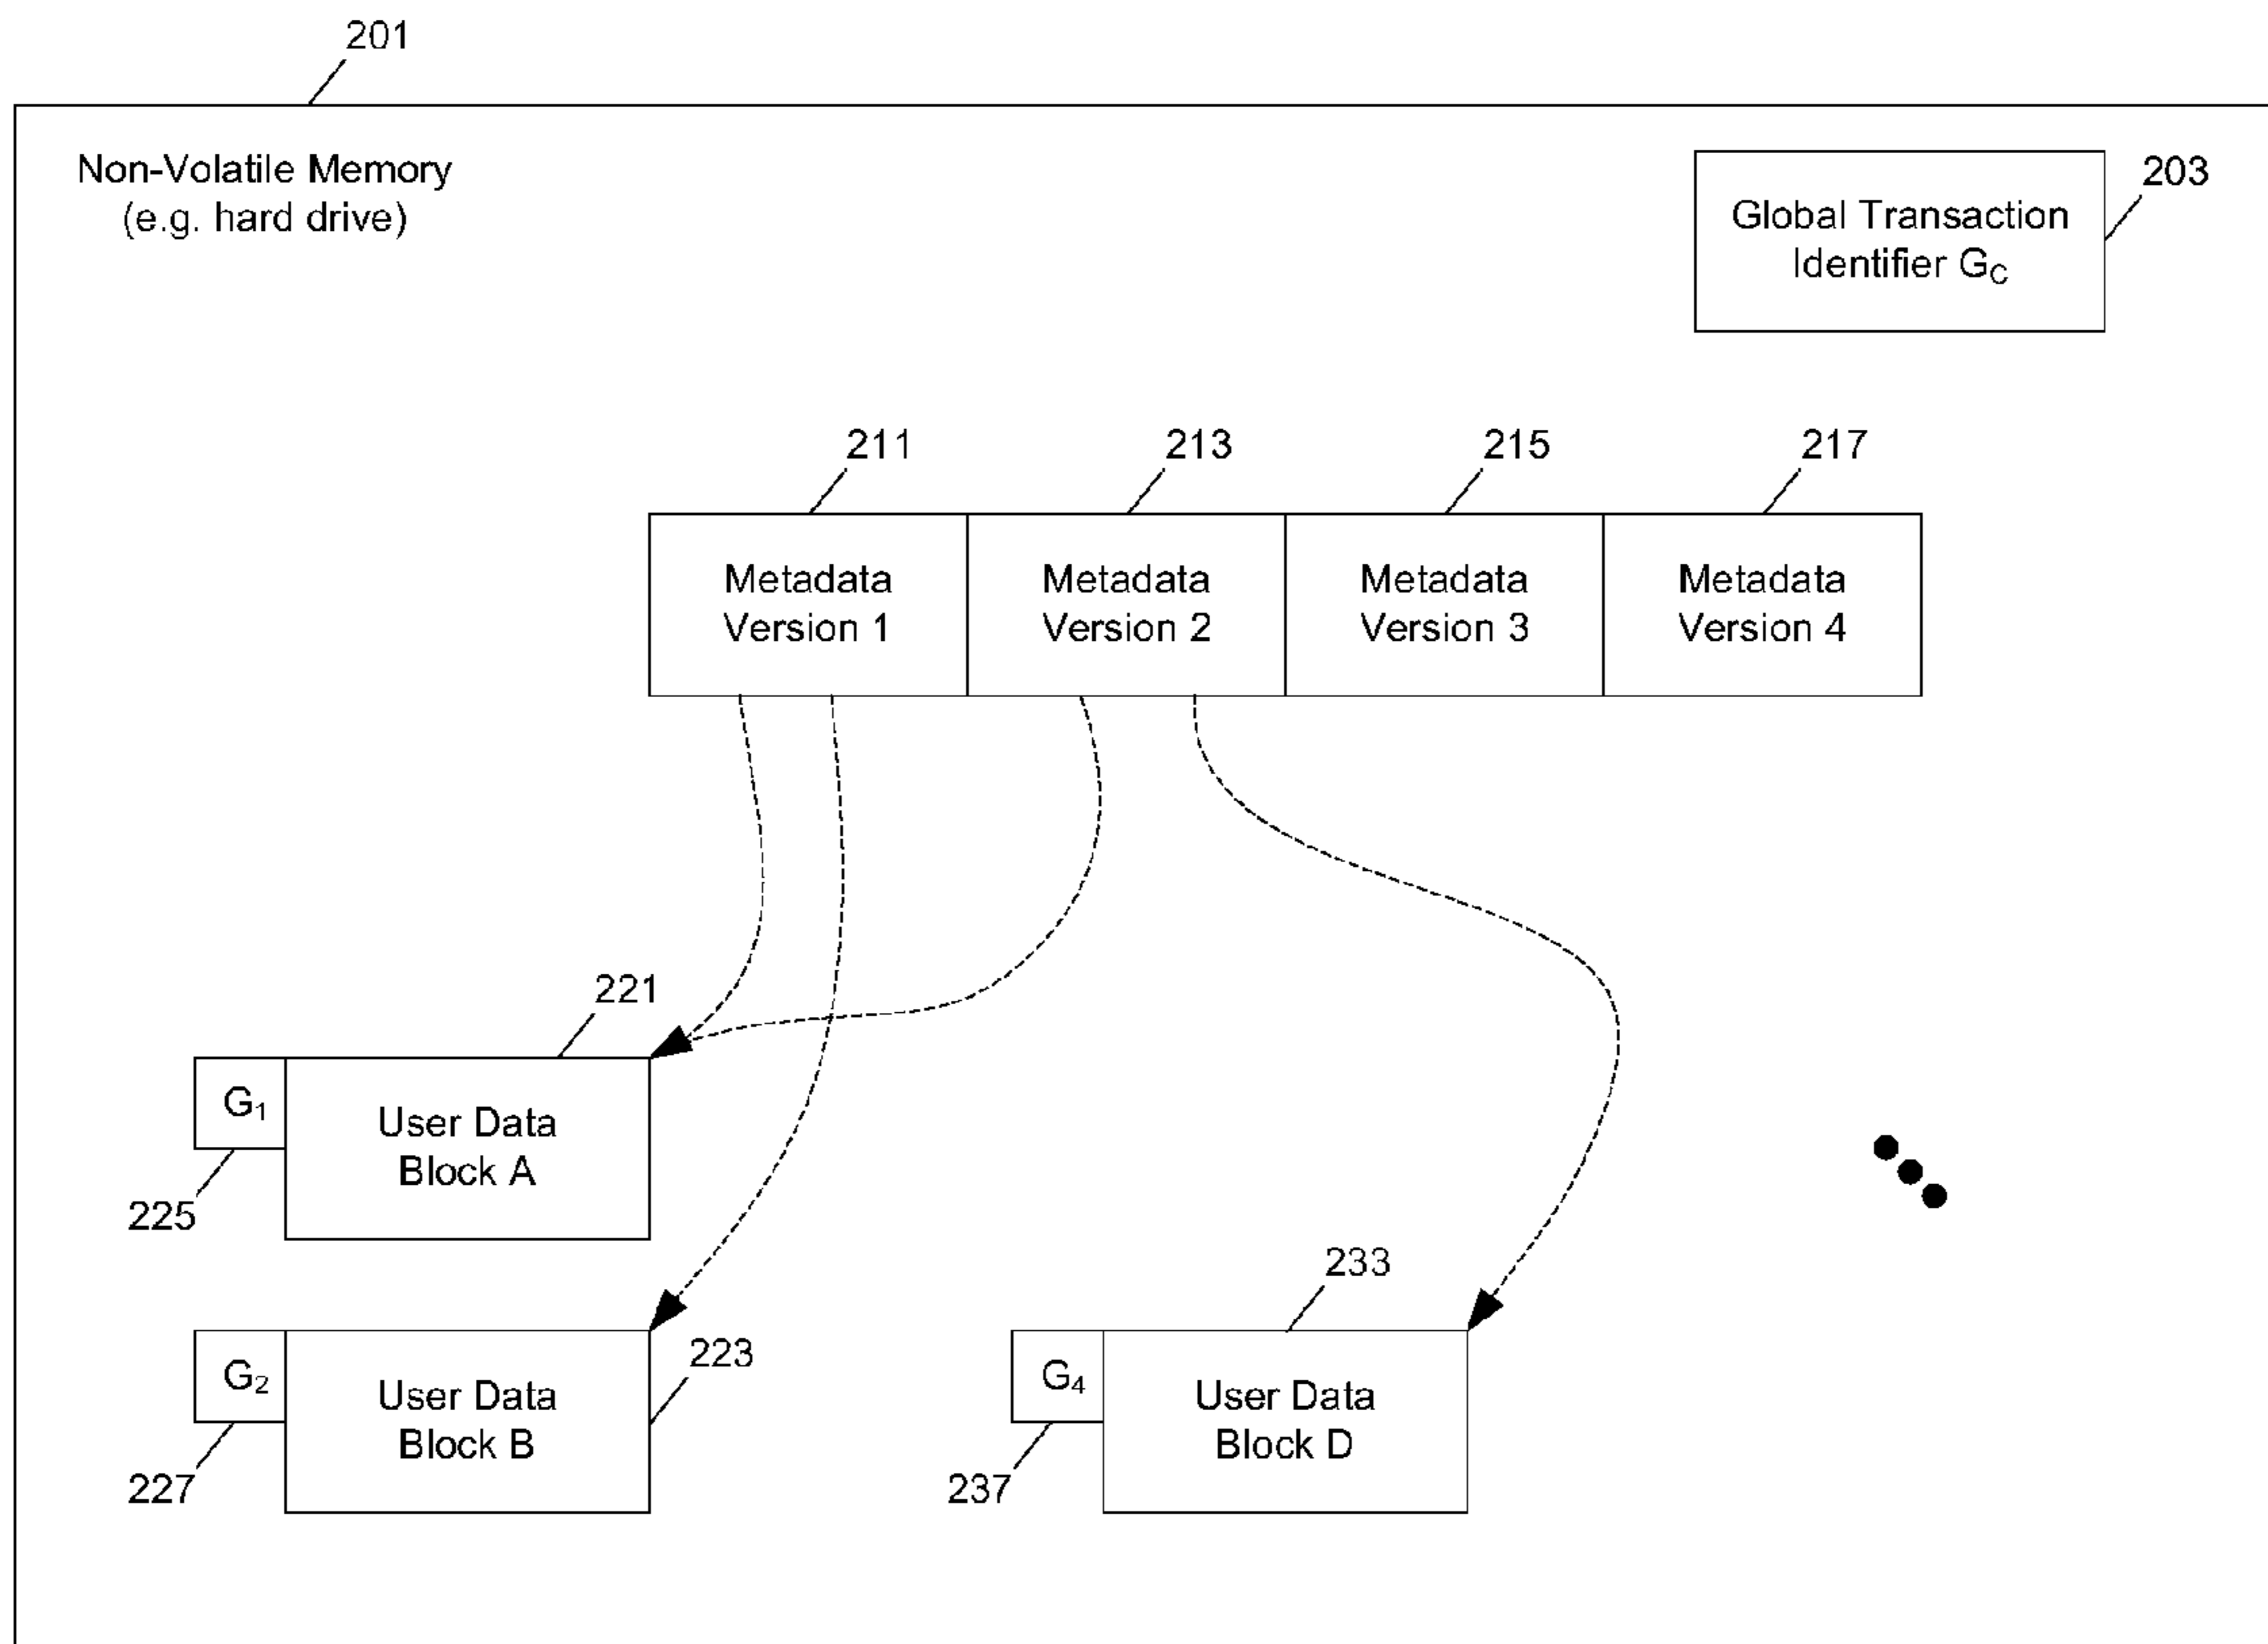 201
Non-Volatile Memory
(e.g. hard drive)
203
Global Transaction
Identifier GC
211
213
215
217
Metadata
Version 1
Metadata
Version 2
Metadata
Version 3
Metadata
Version 4
221
G1
User Data
Block A
225
233
223
G2
User Data
Block B
227
G4
User Data
Block D
237